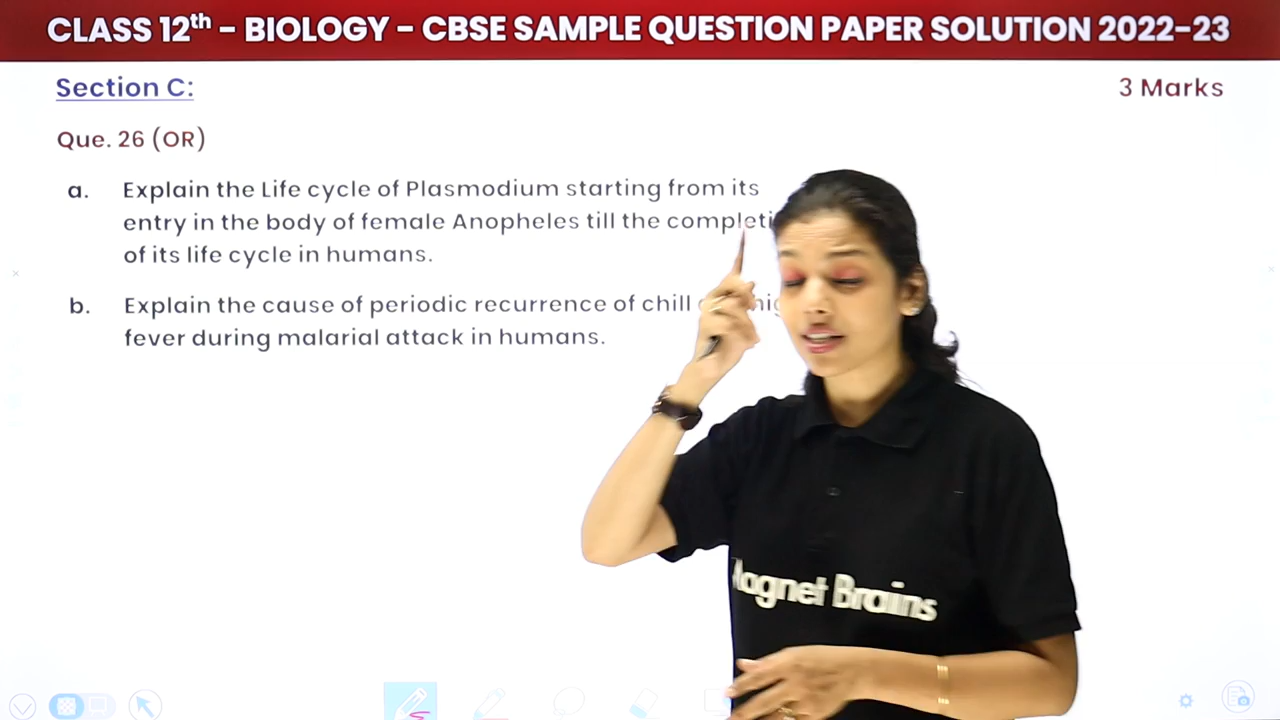 CLASS 12th - BIOLOGY - CBSE SAMPLE QUESTION PAPER SOLUTION 2022-23
Section C:
3 Marks
Que. 26 (OR)
a. Explain the Life cycle of Plasmodium starting from its
entry in the body of female Anopheles till the
of its life cycle in humans.
b. Explain the cause of periodic recurrence of chill
fever during malarial attack in humans.
Magnet Brains